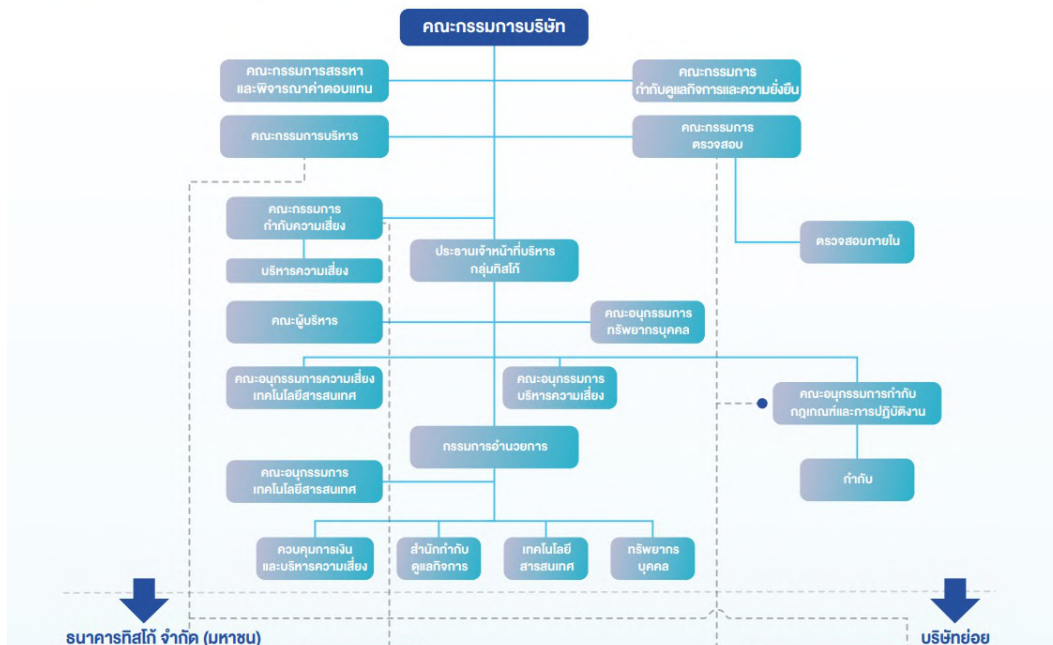 คณะกรรมการบริษัท
คณะกรรมการสรรหา
และพิจารณาค่าตอบแทน
คณะกรรมการ
กำกับดูแลกิจการและความยั่งยืน
คณะกรรมการบริหาร
คณะกรรมการ
ตรวจสอบ
คณะกรรมการ
กำกับความเสี่ยง
ตรวจสอบภายใน
ประธานเจ้าหน้าที่บริหาร
กลุ่มทิสโก้
บริหารความเสี่ยง
คณะผู้บริหาร
คณะอนุกรรมการ
ทรัพยากรบุคคล
คณะอนุกรรมการความเสี่ยง
เทคโนโลยีสารสนเทศ
คณะอนุกรรมการ
บริหารความเสี่ยง
คณะอนุกรรมการกำกับ
กฎเกณฑ์และการปฏิบัติงาน
กรรมการอำนวยการ
คณะอนุกรรมการ
เทคโนโลยีสารสนเทศ
กำกับ
ควบคุมการเงิน
และบริหารความเสี่ยง
สำนักกำกับ
ดูแลกิจการ
เทคโนโลยี
สารสนเทศ
ทรัพยากร
บุคคล
ธนาคารทิสโก้ จำกัด (มหาชน)
บริษัทย่อย